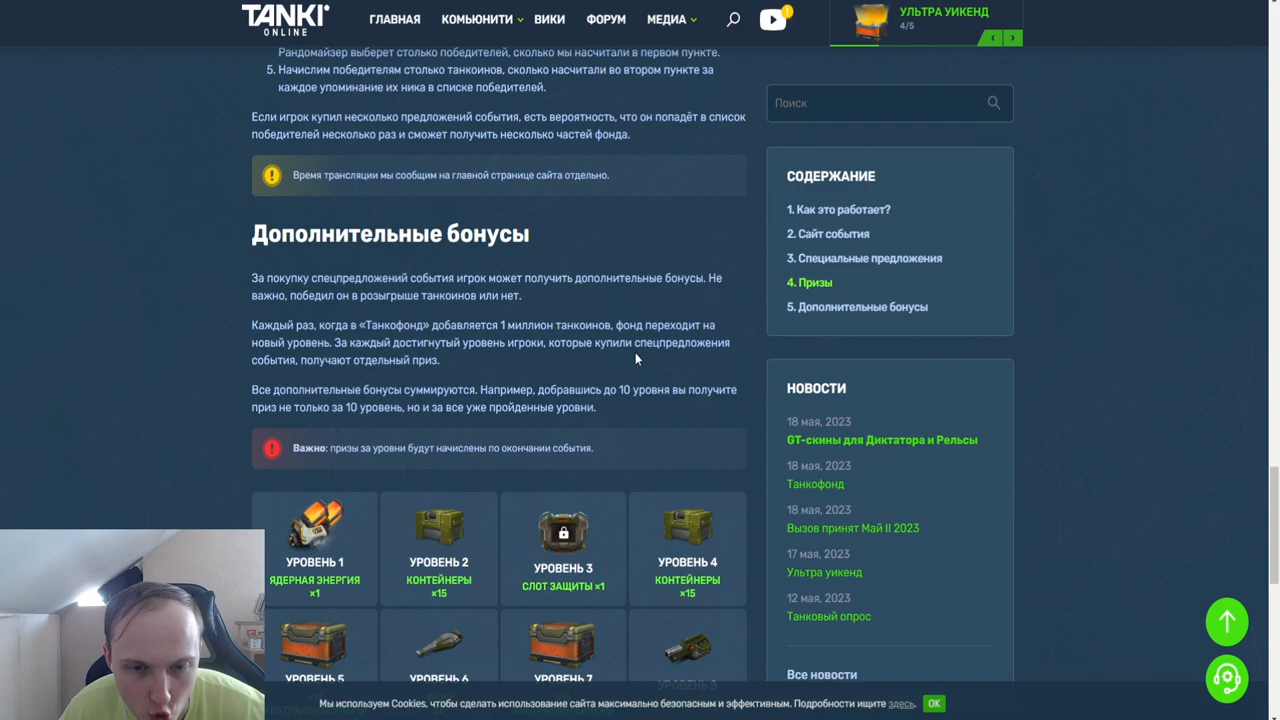 TANKI
ONLINE
ГЛАВНАЯ
КОМЬЮНИТИ
ВИКИ
ФОРУМ
МЕДИА
!
УЛЬТРА УИКЕНД
4/5
Рандомайзер выберет столько победителей, сколько мы насчитали в первом пункте.
5. Начислим победителям столько танкоинов, сколько насчитали во втором пункте за
каждое упоминание их ника в списке победителей.
Если игрок купил несколько предложений события, есть вероятность, что он попадёт в список
победителей несколько раз и сможет получить несколько частей фонда.
Время трансляции мы сообщим на главной странице сайта отдельно.
Дополнительные бонусы
За покупку спецпредложений события игрок может получить дополнительные бонусы. Не
важно, победил он в розыгрыше танкоинов или нет.
Каждый раз, когда в «Танкофонд» добавляется 1 миллион танкоинов, фонд переходит на
новый уровень. За каждый достигнутый уровень игроки, которые купили спецпредложения
события, получают отдельный приз.
Все дополнительные бонусы суммируются. Например, добравшись до 10 уровня вы получите
приз не только за 10 уровень, но и за все уже пройденные уровни.
Важно: призы за уровни будут начислены по окончании события.
УРОВЕНЬ 1
ЯДЕРНАЯ ЭНЕРГИЯ
×1
УРОВЕНЬ 2
КОНТЕЙНЕРЫ
×15
УРОВЕНЬ 3
СЛОТ ЗАЩИТЫ ×1
УРОВЕНЬ 4
КОНТЕЙНЕРЫ
×15
УРОВЕНЬ 5
УРОВЕНЬ 6
УРОВЕНЬ 7
УРОВЕНЬ 8
Поиск
СОДЕРЖАНИЕ
1. Как это работает?
2. Сайт события
3. Специальные предложения
4. Призы
5. Дополнительные бонусы
НОВОСТИ
18 мая, 2023
GT-скины для Диктатора и Рельсы
18 мая, 2023
Танкофонд
18 мая, 2023
Вызов принят Май II 2023
17 мая, 2023
Ультра уикенд
12 мая, 2023
Танковый опрос
Все новости
Мы используем Cookies, чтобы сделать использование сайта максимально безопасным и эффективным. Подробности ищите здесь. OK